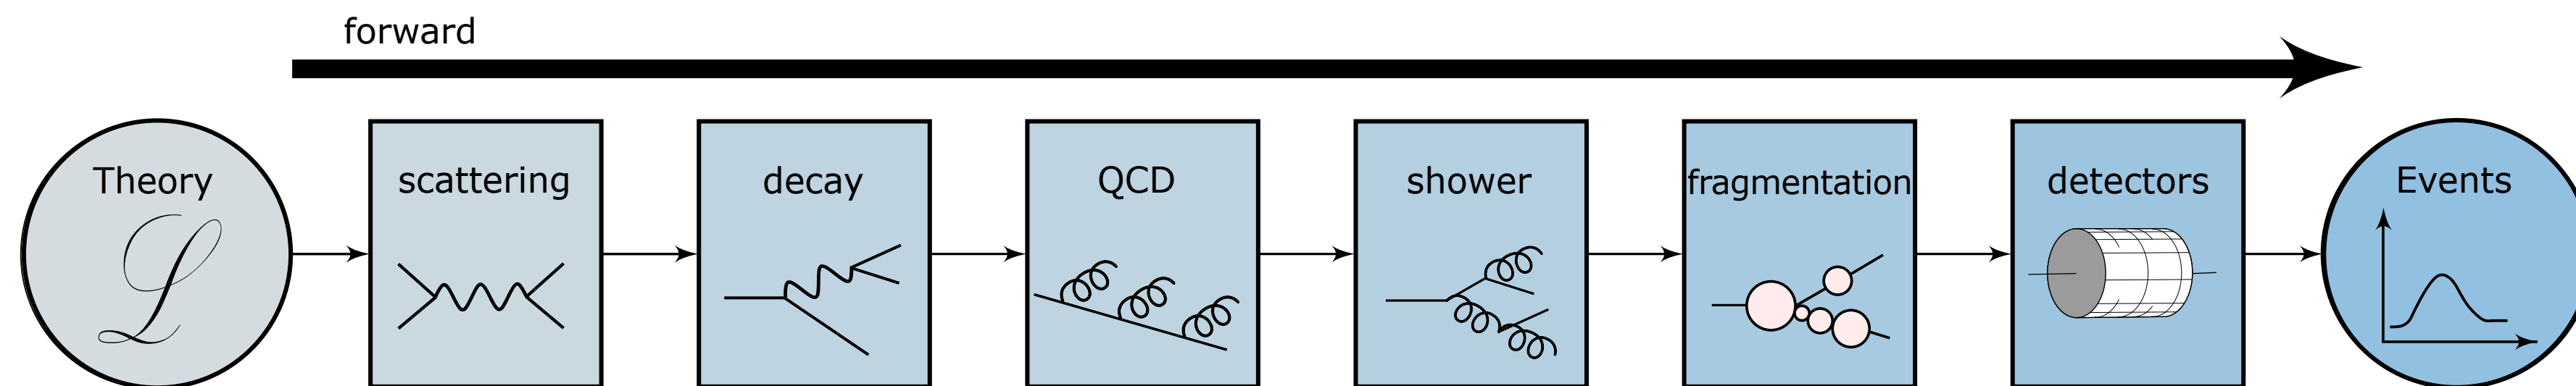 forward
Theory
ℒ
scattering
decay
QCD
shower
fragmentation
detectors
Events